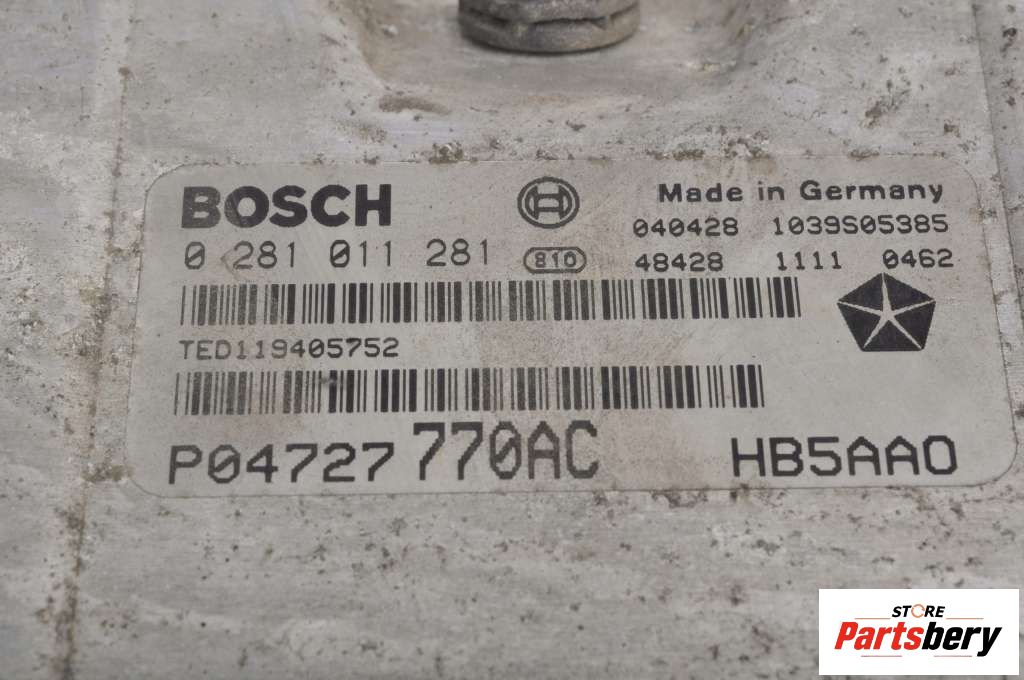 BOSCH
Made in Germany
040428 1039S05385
0 281 011 281
810
48428 1111 0462
TED119405752
P04727 770AC HB5AA0
STORE
Partsbery